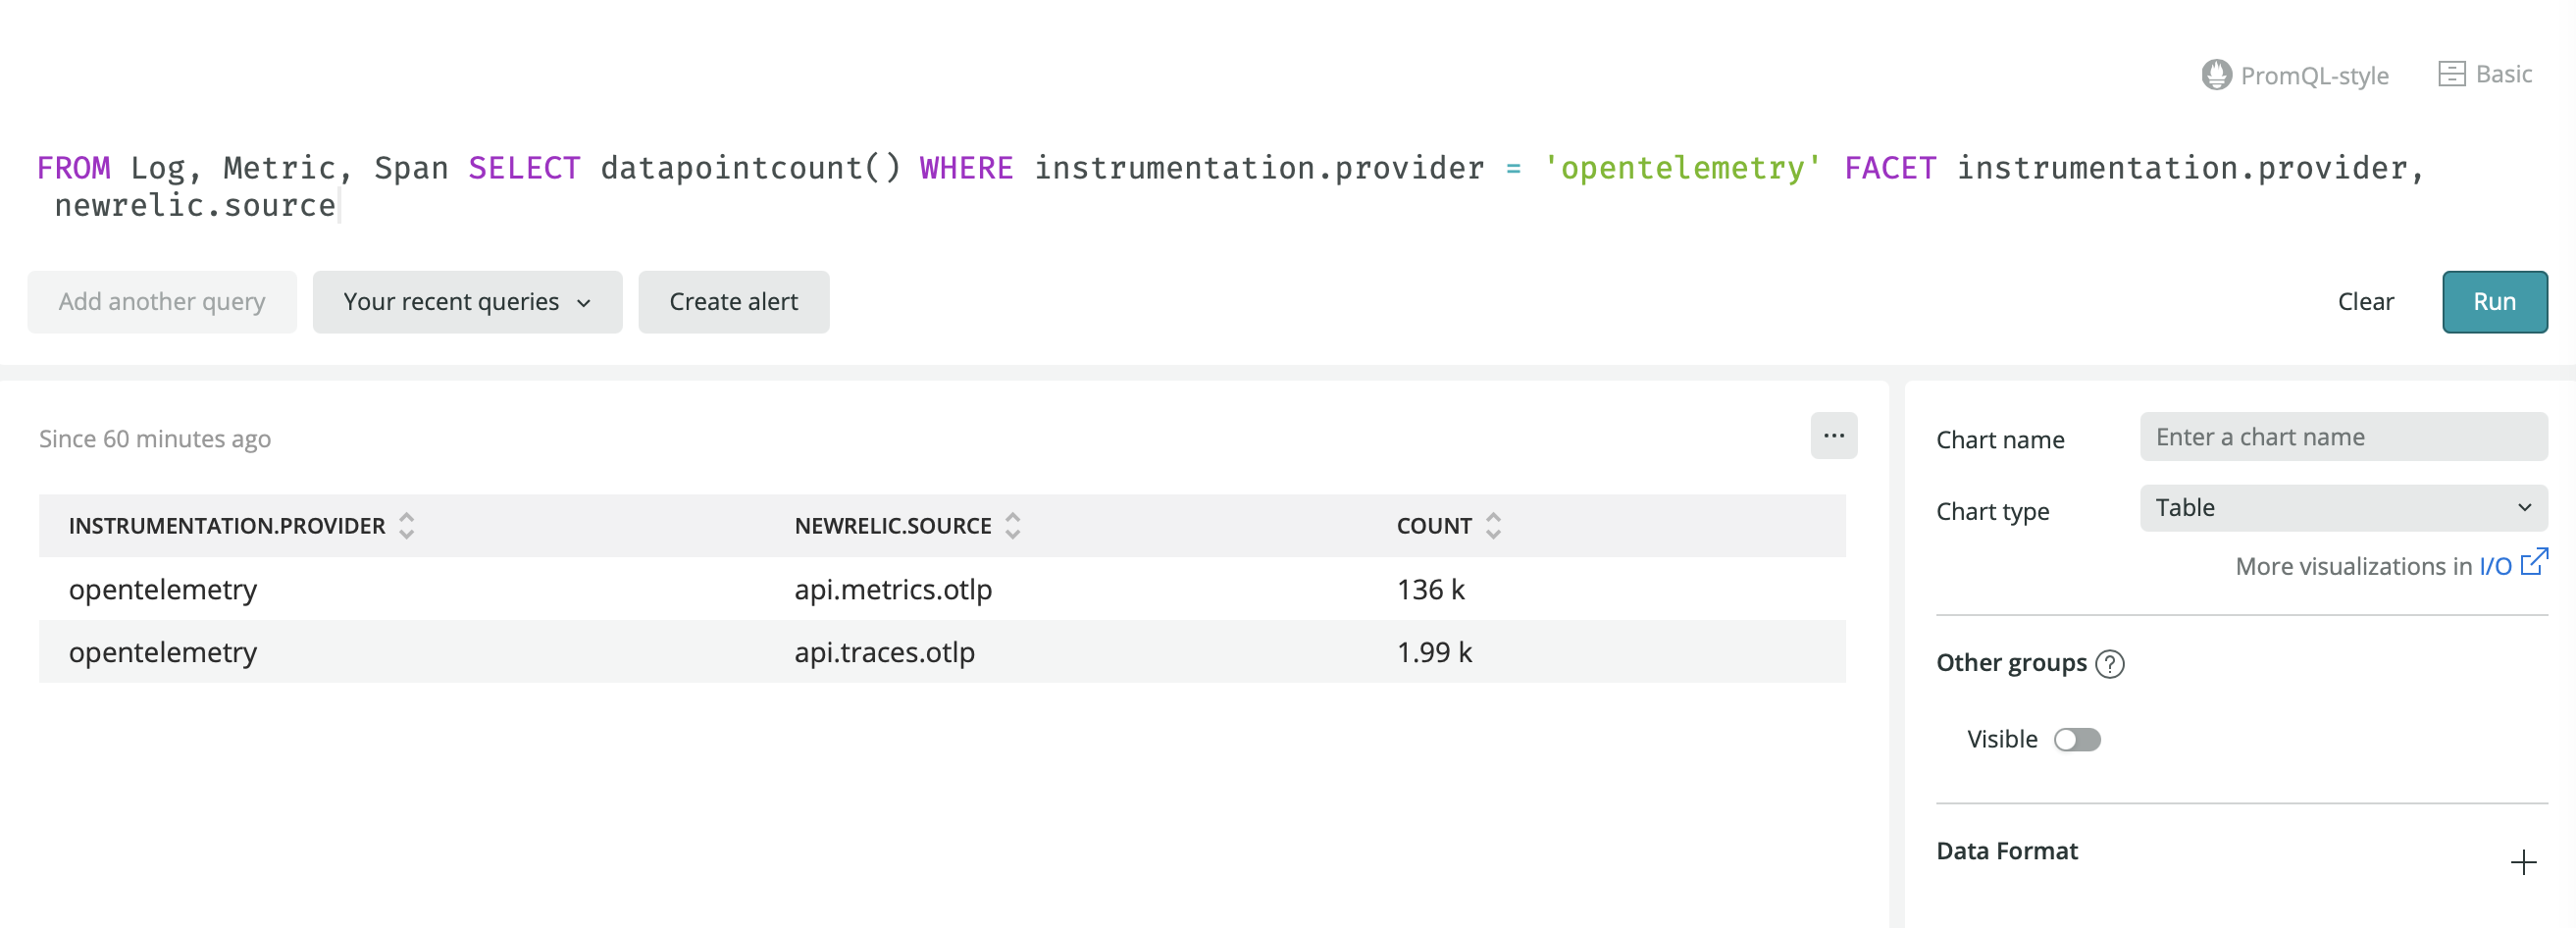 PromQL-style Basic
FROM Log, Metric, Span SELECT datapointcount() WHERE instrumentation.provider = 'opentelemetry' FACET instrumentation.provider,
newrelic.source
Add another query Your recent queries Create alert Clear Run
Since 60 minutes ago
...
INSTRUMENTATION.PROVIDER NEWRELIC.SOURCE COUNT
opentelemetry api.metrics.otlp 136 k
opentelemetry api.traces.otlp 1.99 k
Chart name Enter a chart name
Chart type Table
More visualizations in I/O
Other groups ?
Visible
Data Format +